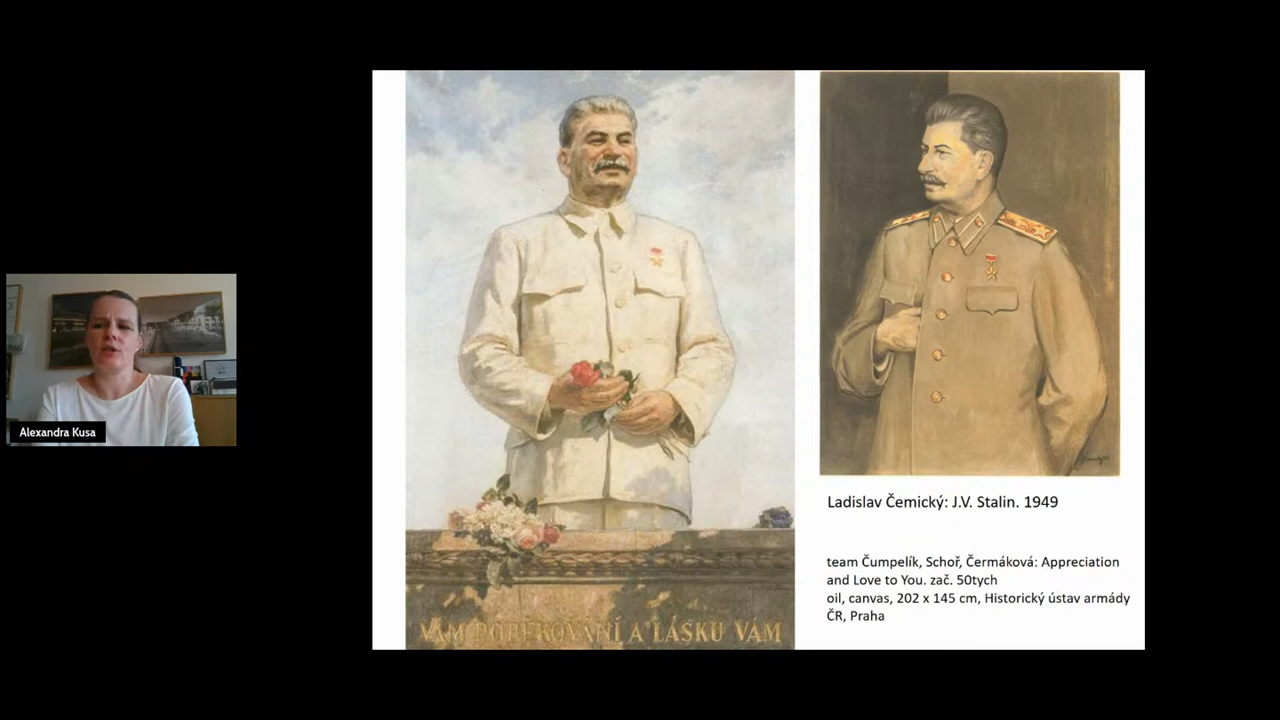 Alexandra Kusa
VÁM PODĚKOVÁNÍ A LÁSKU VÁM
Ladislav Čemický: J.V. Stalin. 1949
team Čumpelík, Schoř, Čermáková: Appreciation
and Love to You. zač. 50tych
oil, canvas, 202 x 145 cm, Historický ústav armády
ČR, Praha